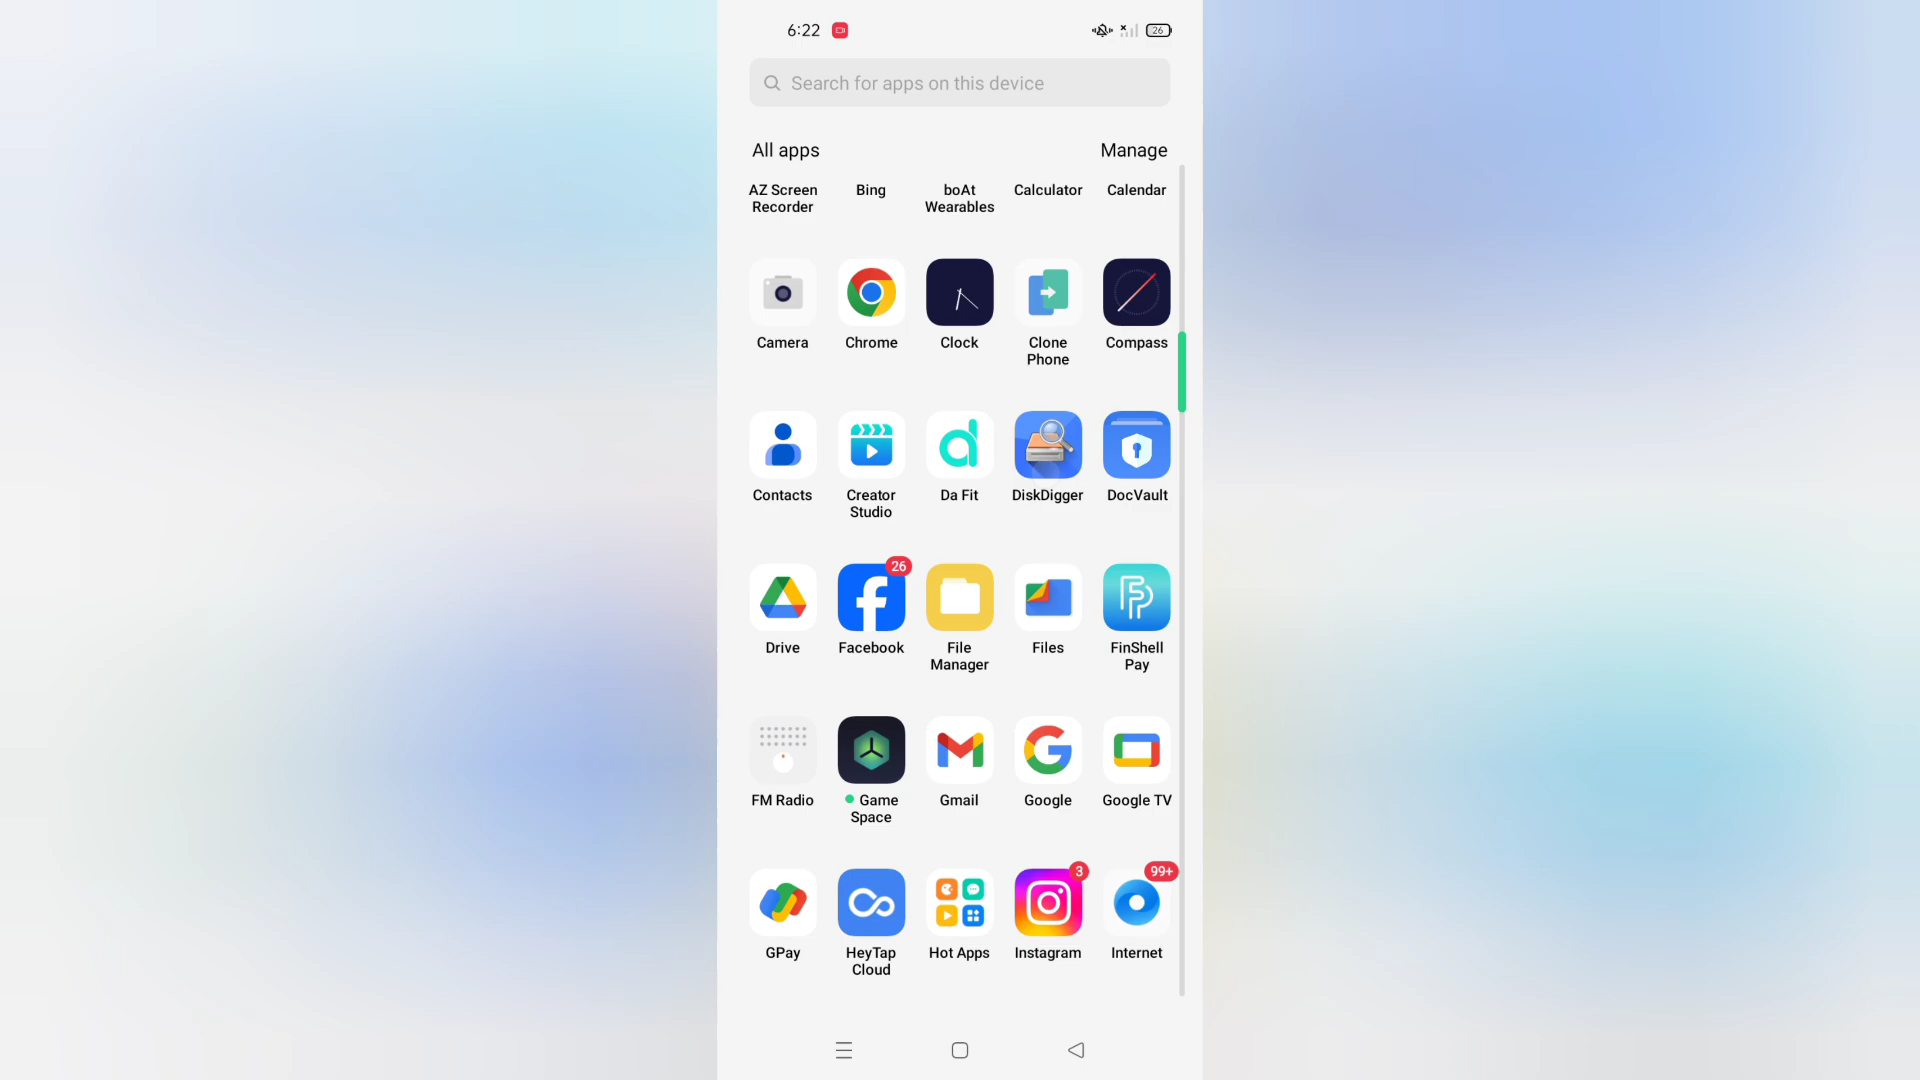 6:22
26
Search for apps on this device
All apps
Manage
AZ Screen
Recorder
Bing
boAt
Wearables
Calculator
Calendar
Camera
Chrome
Clock
Clone
Phone
Compass
Contacts
Creator
Studio
Da Fit
DiskDigger
DocVault
26
Drive
Facebook
File
Manager
Files
FinShell
Pay
FM Radio
Game
Space
Gmail
Google
Google TV
3
99+
GPay
HeyTap
Cloud
Hot Apps
Instagram
Internet